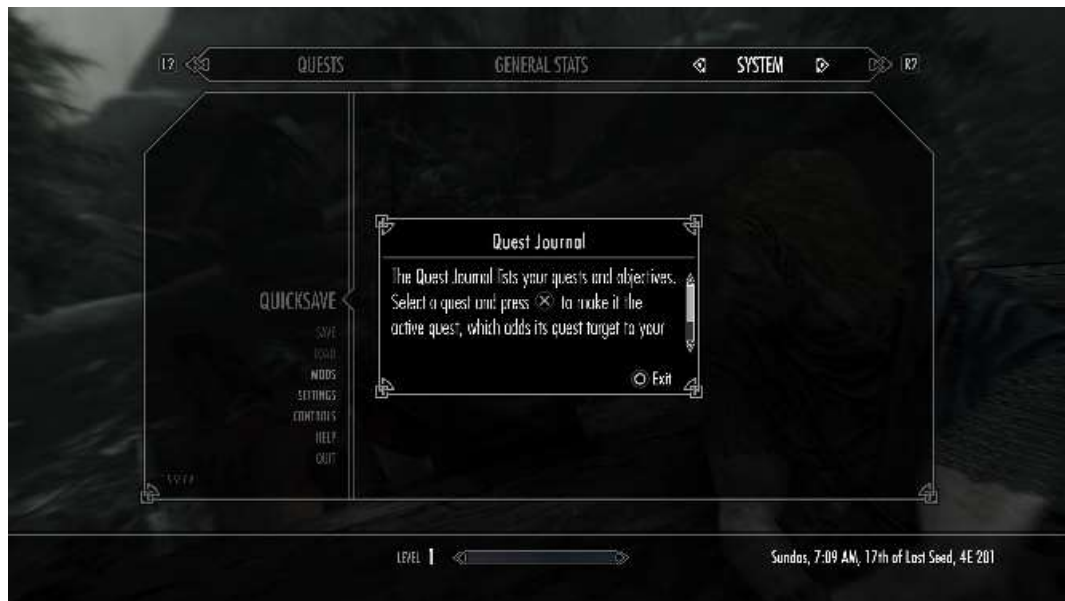 L2 QUESTS GENERAL STATS SYSTEM R2
Quest Journal
The Quest Journal lists your quests and objectives.
Select a quest and press ⊗ to make it the
active quest, which adds its quest target to your
Exit
QUICKSAVE
SAVE
LOAD
MODS
SETTINGS
CONTROLS
HELP
QUIT
LEVEL 1
Sundas, 7:09 AM, 17th of Last Seed, 4E 201